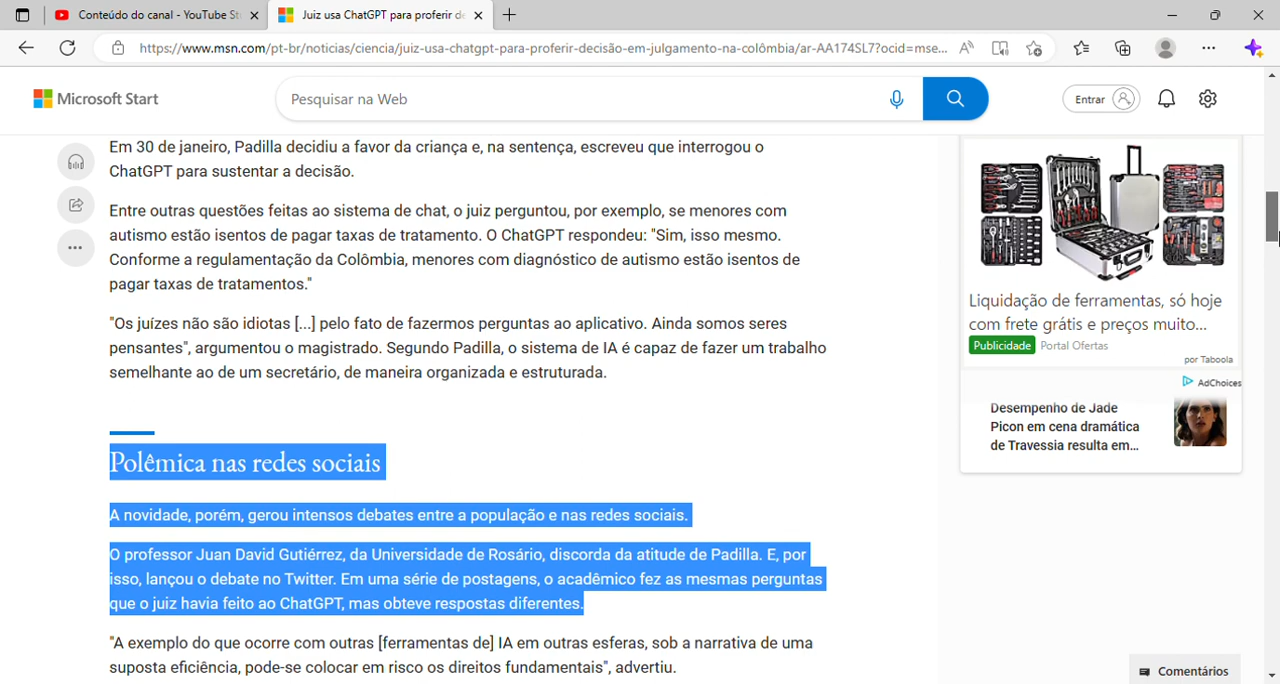 Conteúdo do canal - YouTube St
Juiz usa ChatGPT para proferir de
https://www.msn.com/pt-br/noticias/ciencia/juiz-usa-chatgpt-para-proferir-decisão-em-julgamento-na-colômbia/ar-AA174SL7?ocid=mse...
Microsoft Start
Pesquisar na Web
Entrar
Em 30 de janeiro, Padilla decidiu a favor da criança e, na sentença, escreveu que interrogou o
ChatGPT para sustentar a decisão.
Entre outras questões feitas ao sistema de chat, o juiz perguntou, por exemplo, se menores com
autismo estão isentos de pagar taxas de tratamento. O ChatGPT respondeu: "Sim, isso mesmo.
Conforme a regulamentação da Colômbia, menores com diagnóstico de autismo estão isentos de
pagar taxas de tratamentos."
"Os juízes não são idiotas [...] pelo fato de fazermos perguntas ao aplicativo. Ainda somos seres
pensantes", argumentou o magistrado. Segundo Padilla, o sistema de IA é capaz de fazer um trabalho
semelhante ao de um secretário, de maneira organizada e estruturada.
Polêmica nas redes sociais
A novidade, porém, gerou intensos debates entre a população e nas redes sociais.
O professor Juan David Gutiérrez, da Universidade de Rosário, discorda da atitude de Padilla. E, por
isso, lançou o debate no Twitter. Em uma série de postagens, o acadêmico fez as mesmas perguntas
que o juiz havia feito ao ChatGPT, mas obteve respostas diferentes.
"A exemplo do que ocorre com outras [ferramentas de] IA em outras esferas, sob a narrativa de uma
suposta eficiência, pode-se colocar em risco os direitos fundamentais", advertiu.
Liquidação de ferramentas, só hoje
com frete grátis e preços muito...
Publicidade Portal Ofertas
por Taboola
AdChoices
Desempenho de Jade
Picon em cena dramática
de Travessia resulta em...
Comentários